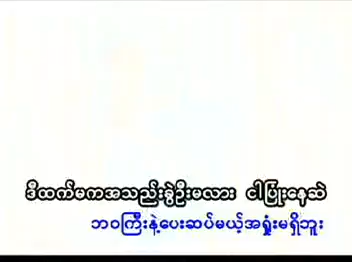 ဒီထက်မကအသည်းခွဲဦးမလား ငါပြုံးနေဆဲ
ဘဝကြီးနဲ့ပေးဆပ်မယ့်အရှုံးမရှိဘူး